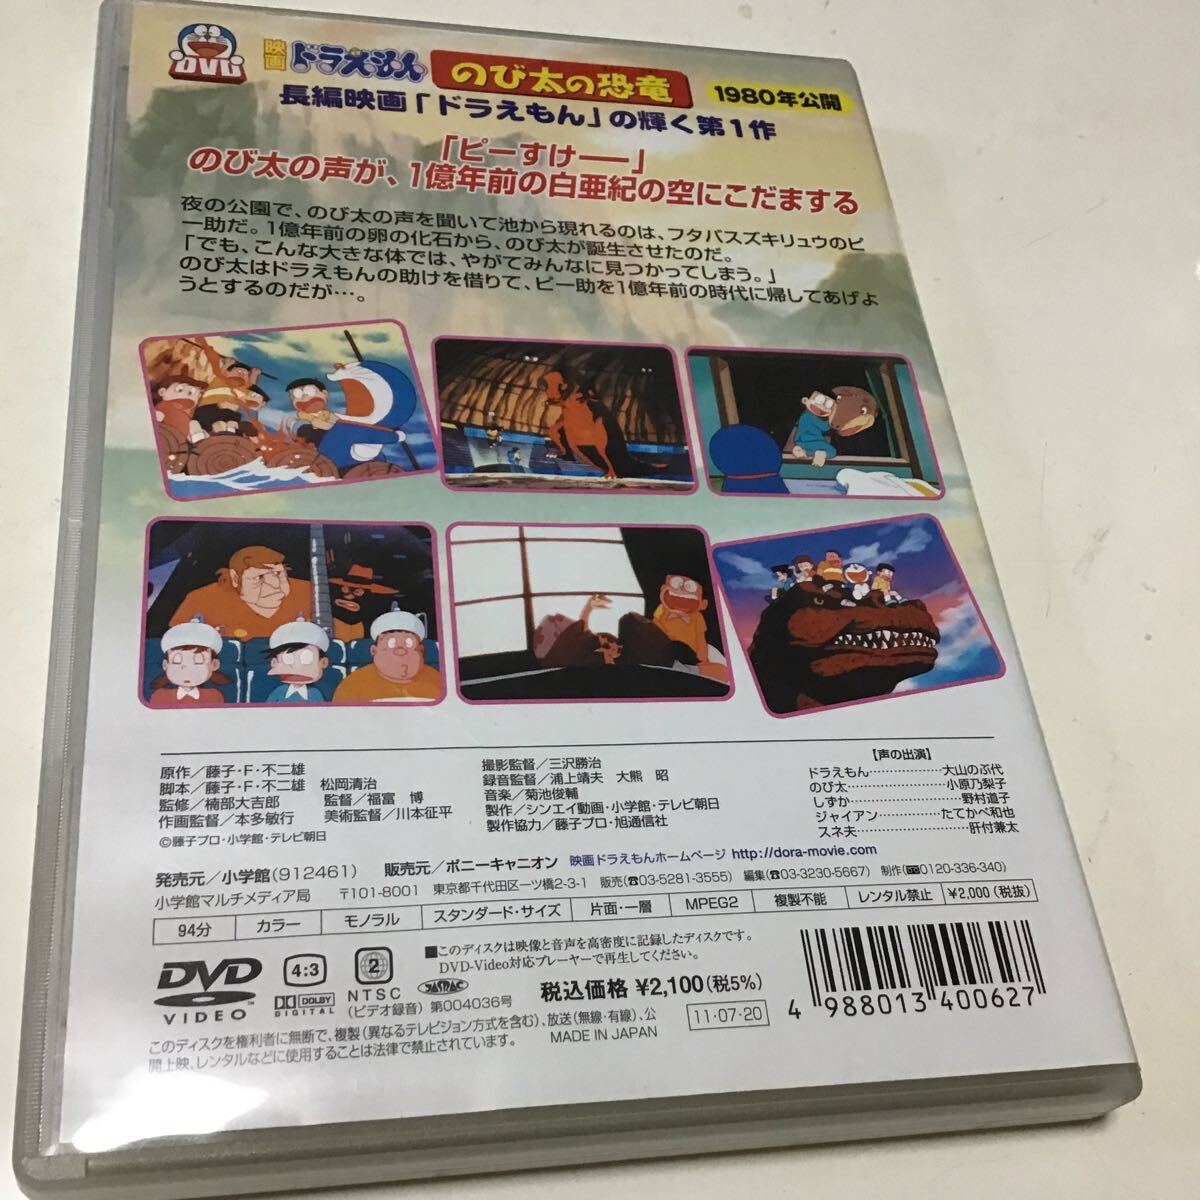 DVD
映画 ドラえもん のび太の恐竜 1980年公開
長編映画「ドラえもん」の輝く第1作
「ピーすけ――」
のび太の声が、1億年前の白亜紀の空にこだまする
夜の公園で、のび太の声を聞いて池から現れるのは、フタバスズキリュウのピ
一助だ。1億年前の卵の化石から、のび太が誕生させたのだ。
「でも、こんな大きな体では、やがてみんなに見つかってしまう。」
のび太はドラえもんの助けを借りて、ピー助を1億年前の時代に帰してあげよ
うとするのだが…。
原作／藤子・F・不二雄
脚本／藤子・F・不二雄 松岡清治
監修／楠部大吉郎 監督／福冨 博
作画監督／本多敏行 美術監督／川本征平
©藤子プロ・小学館・テレビ朝日
撮影監督／三沢勝治
録音監督／浦上靖夫 大熊 昭
音楽／菊池俊輔
製作／シンエイ動画・小学館・テレビ朝日
製作協力／藤子プロ・旭通信社
【声の出演】
ドラえもん………………大山のぶ代
のび太……………………小原乃梨子
しずか……………………野村道子
ジャイアン……………たてかべ和也
スネ夫……………………肝付兼太
発売元／小学館(912461) 販売元／ポニーキャニオン 映画ドラえもんホームページ http://dora-movie.com
小学館マルチメディア局 〒101-8001 東京都千代田区一ツ橋2-3-1 販売(☎03-5281-3555) 編集(☎03-3230-5667) 制作(0120-336-340)
94分 カラー モノラル スタンダード・サイズ 片面・一層 MPEG2 複製不能 レンタル禁止 ¥2,000(税抜)
DVD VIDEO
4:3
DOLBY DIGITAL
2
NTSC
(ビデオ録音)
■このディスクは映像と音声を高密度に記録したディスクです。
DVD-Video対応プレーヤーで再生してください。
JASRAC
第004036号
税込価格 ¥2,100(税5%)
このディスクを権利者に無断で、複製(異なるテレビジョン方式を含む)、放送(無線・有線)、公
開上映、レンタルなどに使用することは法律で禁止されています。
MADE IN JAPAN
11・07・20
4 988013 400627